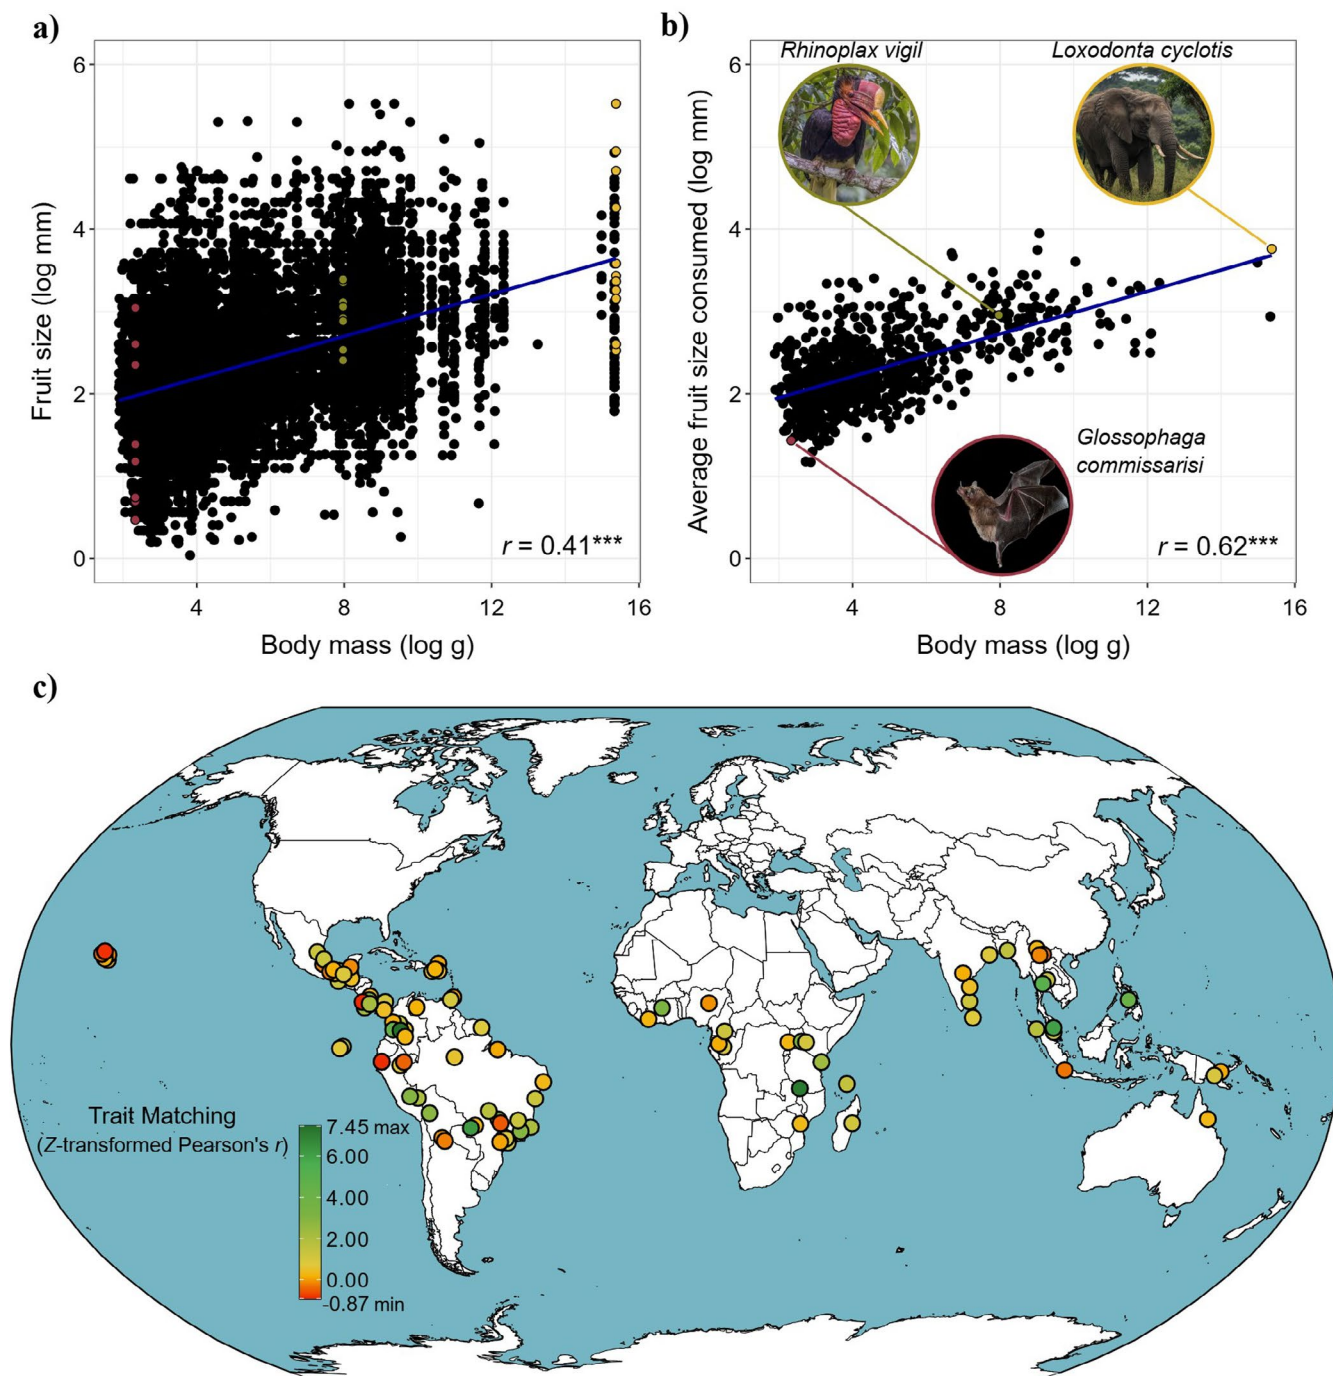 a)
Fruit size (log mm)
6
4
2
0
4
8
12
16
Body mass (log g)
r = 0.41***
b)
Average fruit size consumed (log mm)
6
4
2
0
4
8
12
16
Body mass (log g)
Rhinoplax vigil
Loxodonta cyclotis
Glossophaga
commissarisi
r = 0.62***
c)
Trait Matching
(Z-transformed Pearson's r)
7.45 max
6.00
4.00
2.00
0.00
-0.87 min